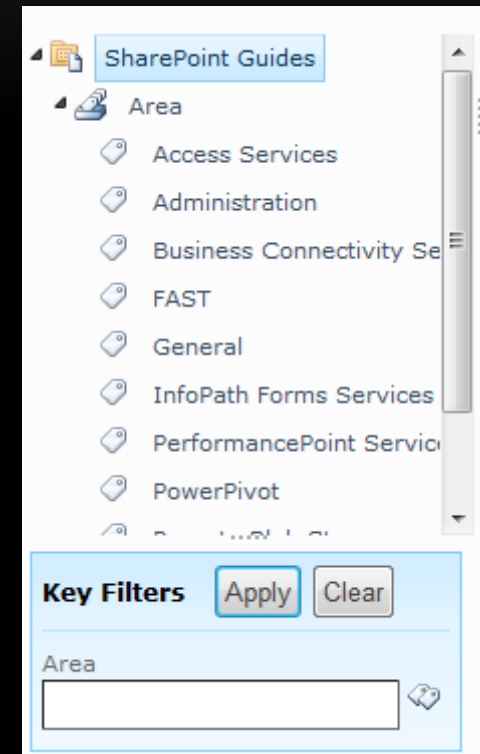 SharePoint Guides
Area
Access Services
Administration
Business Connectivity Se
FAST
General
InfoPath Forms Services
PerformancePoint Servic
PowerPivot
Key Filters Apply Clear
Area